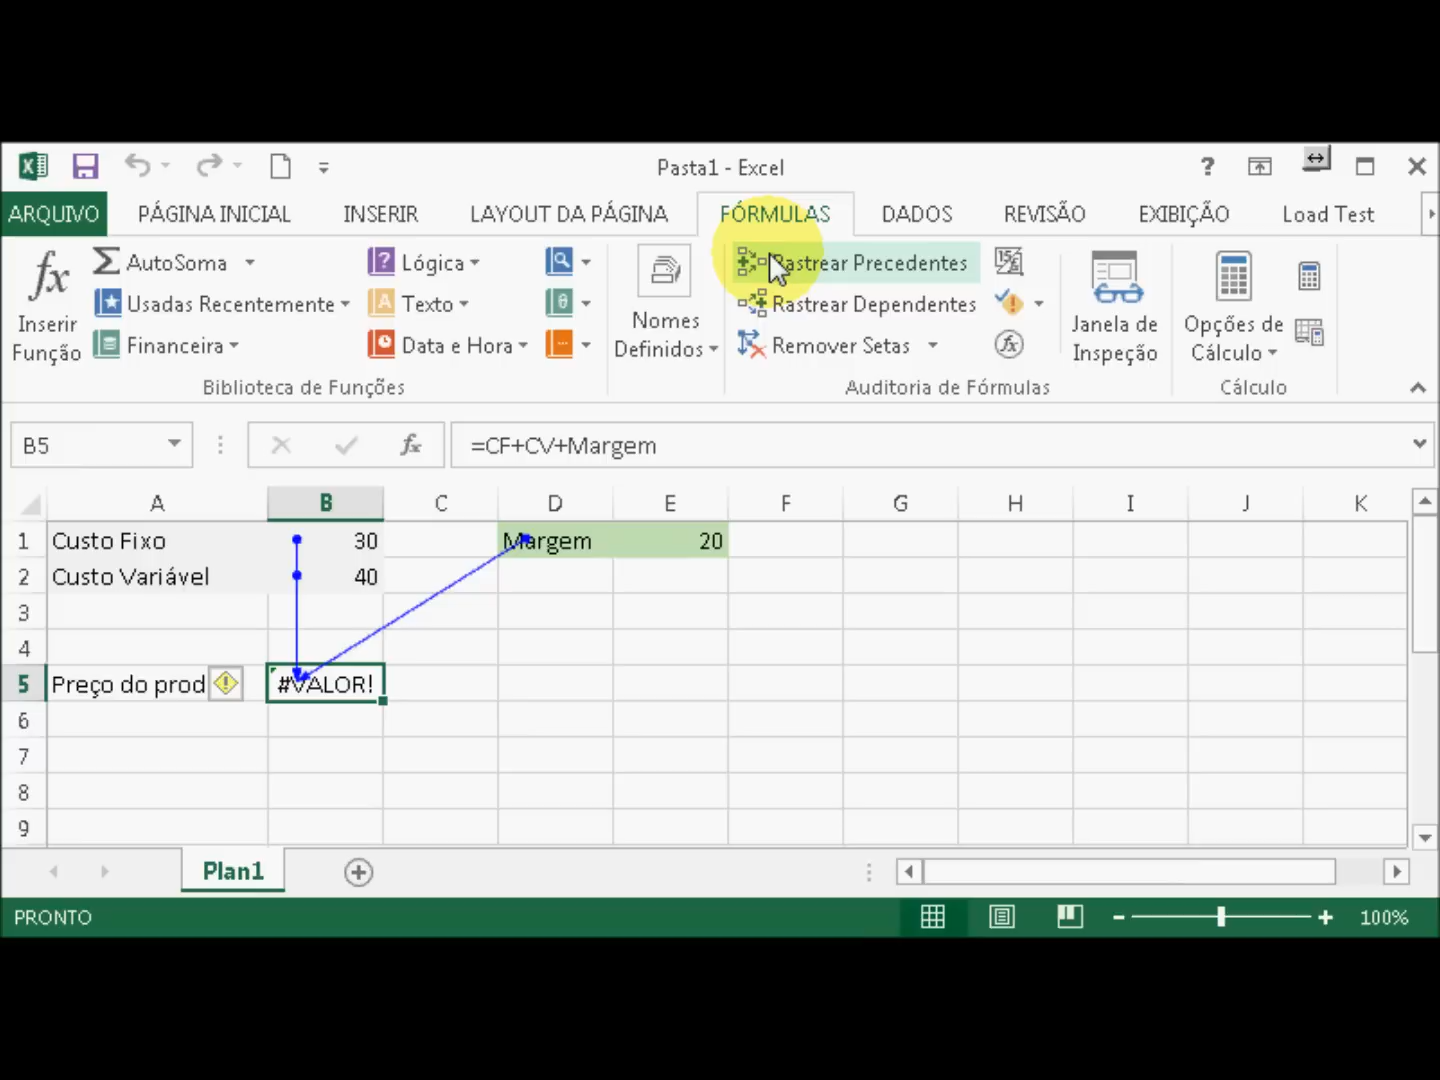 Pasta1 - Excel
?
ARQUIVO PÁGINA INICIAL INSERIR LAYOUT DA PÁGINA FÓRMULAS DADOS REVISÃO EXIBIÇÃO Load Test
fx Inserir Função
AutoSoma
Usadas Recentemente
Financeira
Lógica
Texto
Data e Hora
Biblioteca de Funções
Nomes Definidos
Rastrear Precedentes
Rastrear Dependentes
Remover Setas
Auditoria de Fórmulas
Janela de Inspeção
Opções de Cálculo
Cálculo
B5 fx =CF+CV+Margem
A B C D E F G H I J K
1 Custo Fixo 30 Margem 20
2 Custo Variável 40
3
4
5 Preço do prod #VALOR!
6
7
8
9
Plan1
PRONTO 100%